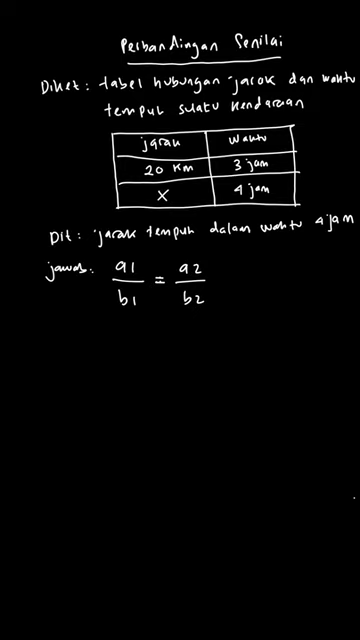 Perbandingan Senilai
Diket : tabel hubungan jarak dan waktu
tempuh suatu kendaraan
jarak waktu
20 km 3 jam
X 4 jam
Dit : jarak tempuh dalam waktu 4 jam
jawab : a1 / b1 = a2 / b2